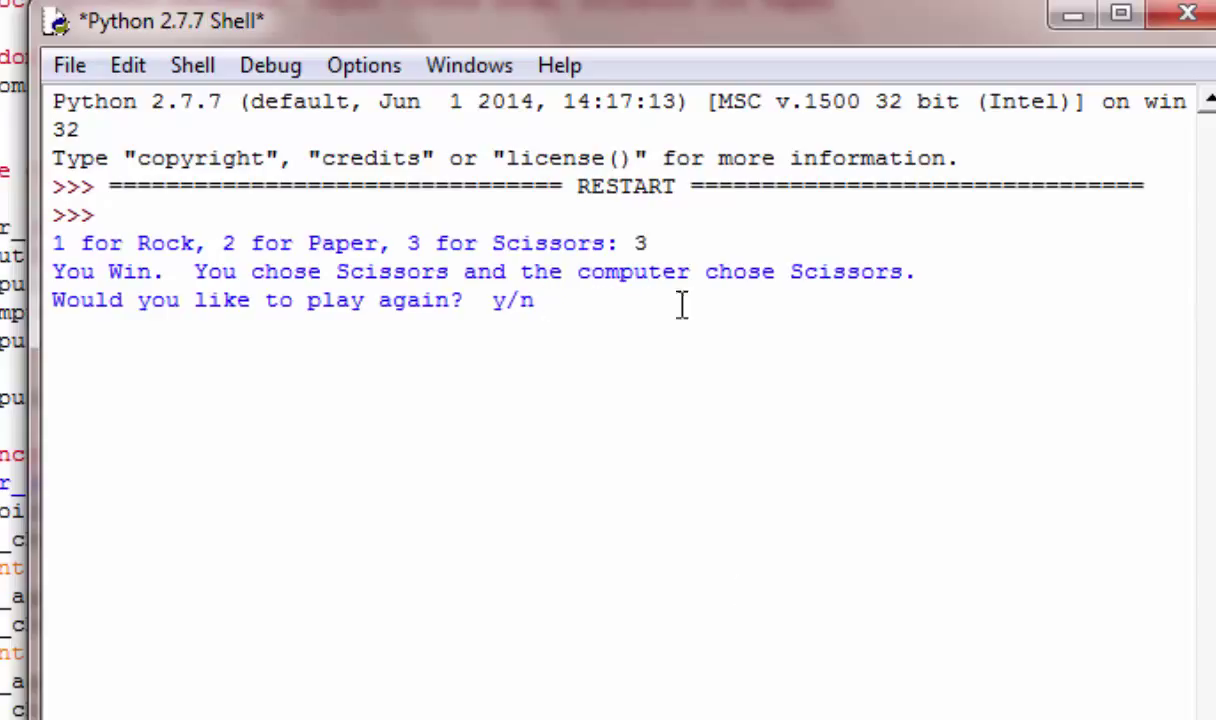 *Python 2.7.7 Shell*
File Edit Shell Debug Options Windows Help
Python 2.7.7 (default, Jun  1 2014, 14:17:13) [MSC v.1500 32 bit (Intel)] on win
32
Type "copyright", "credits" or "license()" for more information.
>>> ================================ RESTART ================================
>>>
1 for Rock, 2 for Paper, 3 for Scissors: 3
You Win.  You chose Scissors and the computer chose Scissors.
Would you like to play again?  y/n